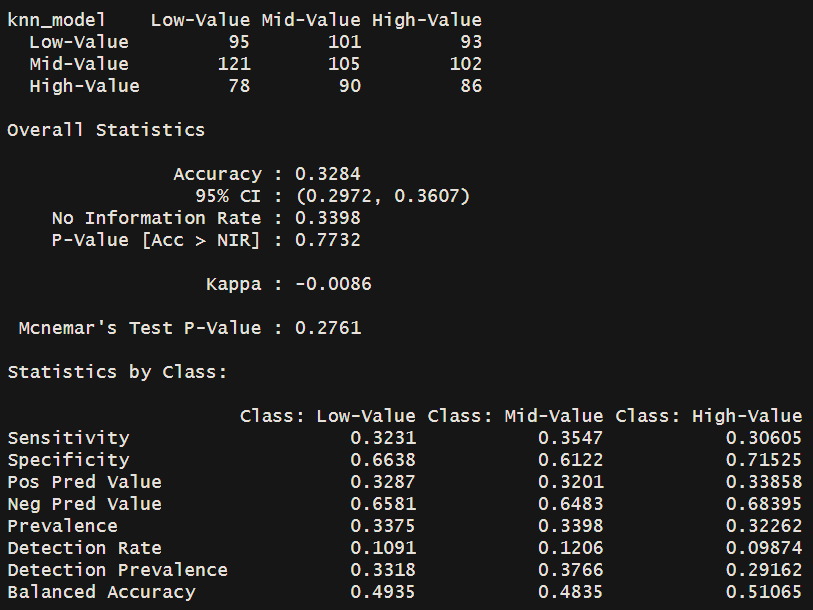 knn_model    Low-Value Mid-Value High-Value
  Low-Value         95       101         93
  Mid-Value        121       105        102
  High-Value        78        90         86

Overall Statistics

               Accuracy : 0.3284
                 95% CI : (0.2972, 0.3607)
    No Information Rate : 0.3398
    P-Value [Acc > NIR] : 0.7732

                  Kappa : -0.0086

 Mcnemar's Test P-Value : 0.2761

Statistics by Class:

                     Class: Low-Value Class: Mid-Value Class: High-Value
Sensitivity                    0.3231           0.3547           0.30605
Specificity                    0.6638           0.6122           0.71525
Pos Pred Value                 0.3287           0.3201           0.33858
Neg Pred Value                 0.6581           0.6483           0.68395
Prevalence                     0.3375           0.3398           0.32262
Detection Rate                 0.1091           0.1206           0.09874
Detection Prevalence           0.3318           0.3766           0.29162
Balanced Accuracy              0.4935           0.4835           0.51065